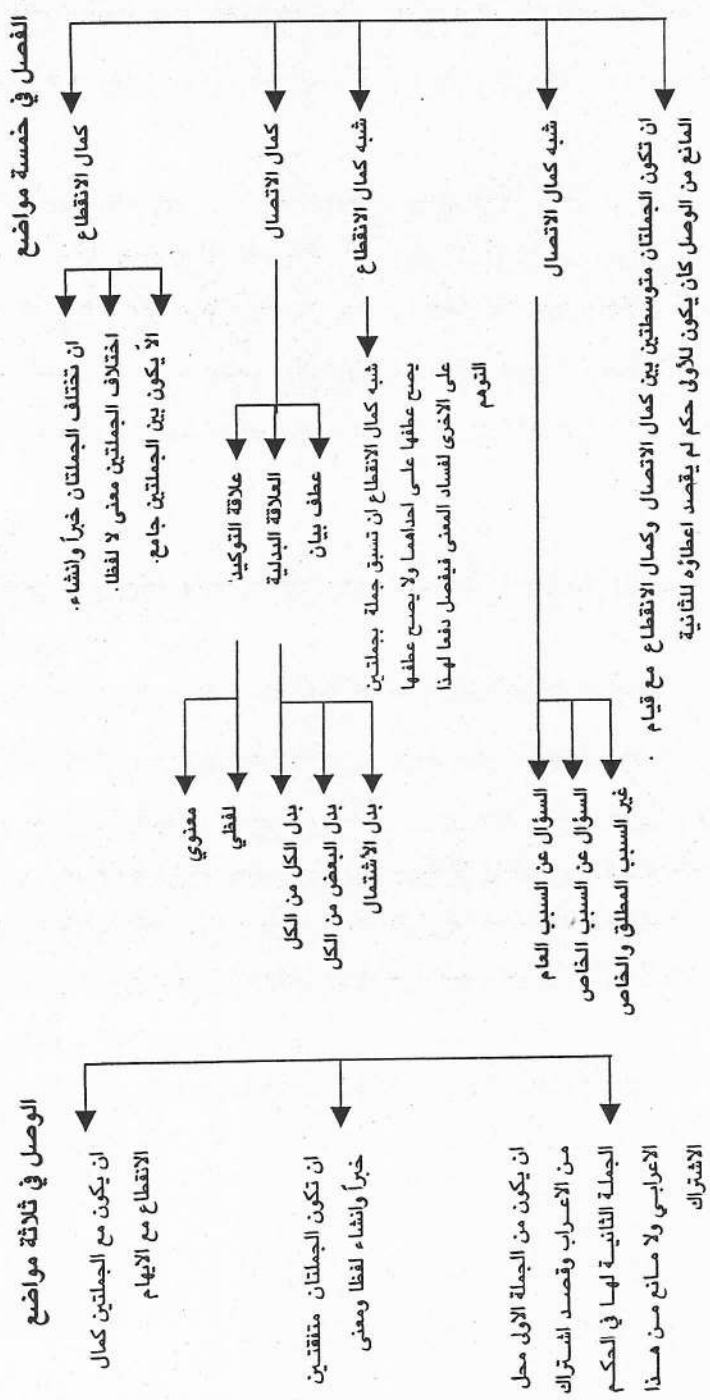 الفصل في خمسة مواضع
كمال الانقطاع
ان تختلف الجملتان خبراً وانشاء.
اختلاف الجملتين معنى لا لفظا
الاّ يكون بين الجملتين جامع.
كمال الاتصال
علاقة التوكيد
معنوي
لفظي
العلاقة البدلية
بدل الكل من الكل
بدل البعض من الكل
بدل الاشتمال
عطف بيان
شبه كمال الانقطاع
شبه كمال الانقطاع ان تسبق جملة بجملتين
يصح عطفها على احداهما ولا يصح عطفها
على الاخرى لفساد المعنى فيفصل دفعا لهذا
التوهم
شبه كمال الاتصال
السؤال عن السبب العام
السؤال عن السبب الخاص
غير السبب المطلق والخاص
ان تكون الجملتان متوسطتين بين كمال الاتصال وكمال الانقطاع مع قيام .
المانع من الوصل كان يكون للأولى حكم لم يقصد اعطاؤه للثانية
الوصل في ثلاثة مواضع
ان يكون مع الجملتين كمال
الانقطاع مع الايهام
ان تكون الجملتان متفقتين
خبراً وانشاء لفظا ومعنى
ان يكون من الجملة الاولى محل
من الاعراب وقصد اشتراك
الجملة الثانية لها في الحكم
الاعرابي ولا مانع من هذا
الاشتراك